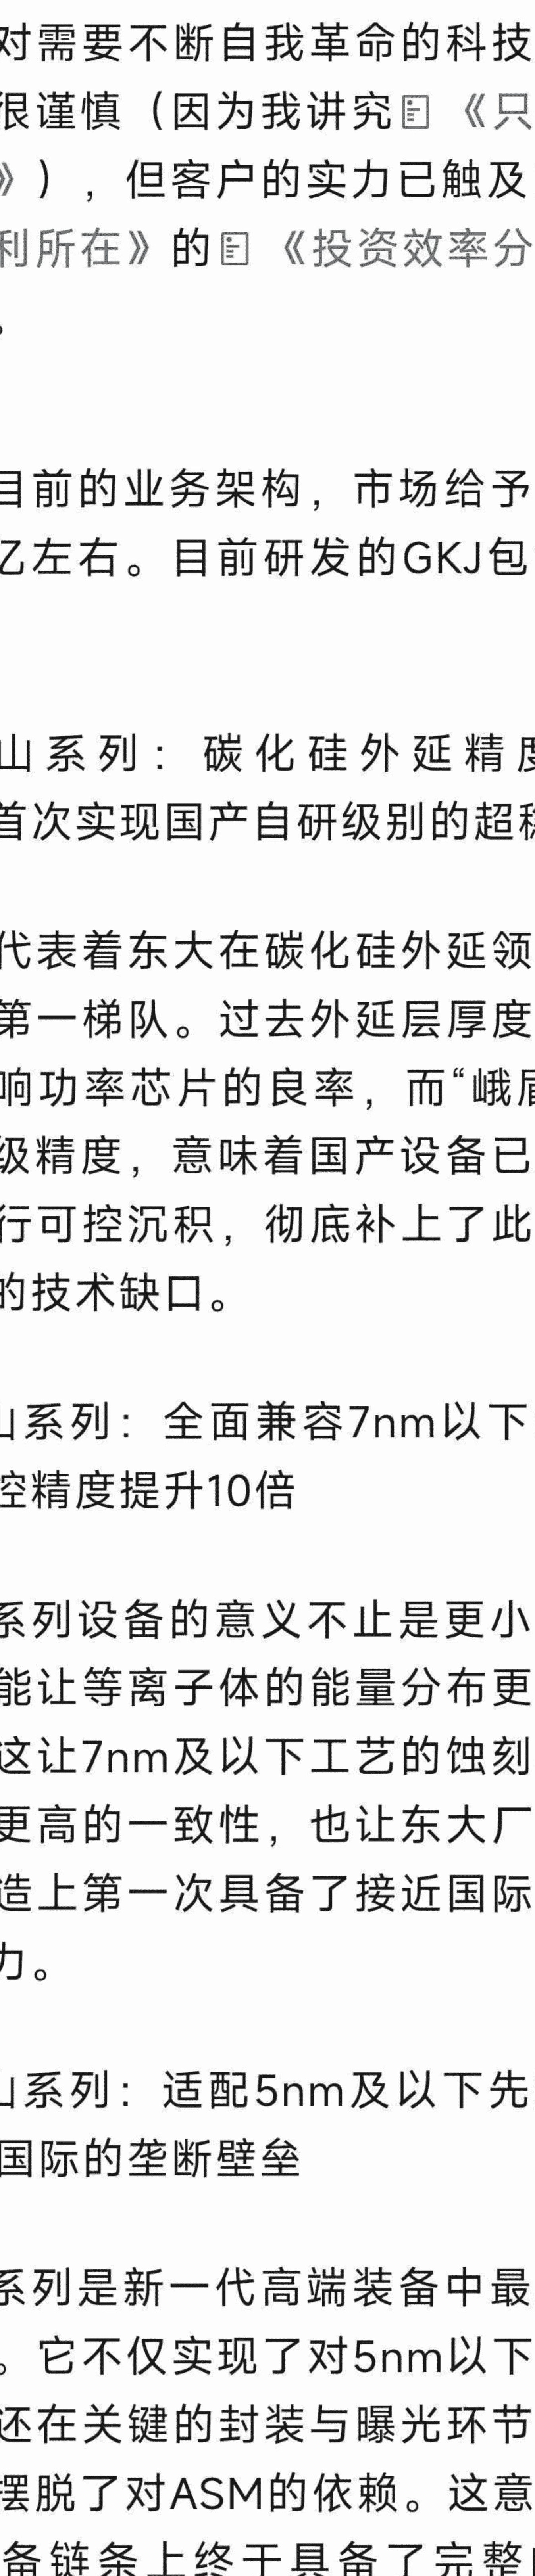 对需要不断自我革命的科技
很谨慎（因为我讲究 《只
》），但客户的实力已触及
利所在》的 《投资效率分
。
目前的业务架构，市场给予
亿左右。目前研发的GKJ包
山系列：碳化硅外延精度
首次实现国产自研级别的超稳
代表着东大在碳化硅外延领
第一梯队。过去外延层厚度
响功率芯片的良率，而“峨眉
级精度，意味着国产设备已
行可控沉积，彻底补上了此
的技术缺口。
山系列：全面兼容7nm以下
控精度提升10倍
系列设备的意义不止是更小
能让等离子体的能量分布更
这让7nm及以下工艺的蚀刻
更高的一致性，也让东大厂
造上第一次具备了接近国际
力。
山系列：适配5nm及以下先
国际的垄断壁垒
系列是新一代高端装备中最
。它不仅实现了对5nm以下
还在关键的封装与曝光环节
摆脱了对ASM的依赖。这意
备链条上终于具备了完整